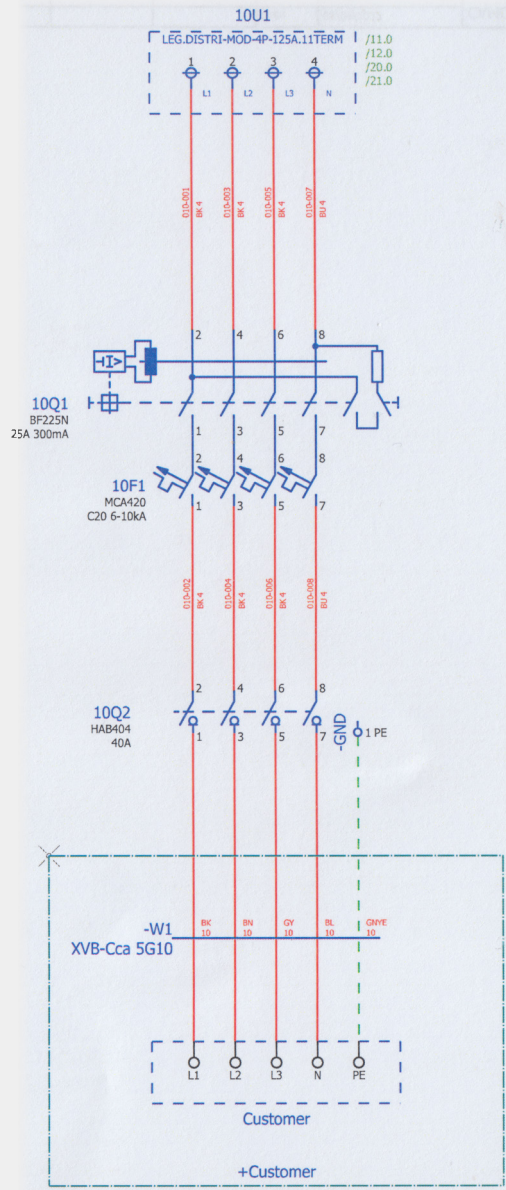 10U1
LEG.DISTRI-MOD-4P-125A.11TERM
/11.0
/12.0
/20.0
/21.0
1 2 3 4
L1 L2 L3 N
010-001 BK 4 010-003 BK 4 010-005 BK 4 010-007 BU 4
2 4 6 8
I>
10Q1
BF225N
25A 300mA
1 3 5 7
2 4 6 8
10F1
MCA420
C20 6-10kA
1 3 5 7
010-002 BK 4 010-004 BK 4 010-006 BK 4 010-008 BU 4
2 4 6 8
10Q2
HAB404
40A
1 3 5 7
-GND
1 PE
-W1
XVB-Cca 5G10
BK BN GY BL GNYE
10 10 10 10 10
L1 L2 L3 N PE
Customer
+Customer